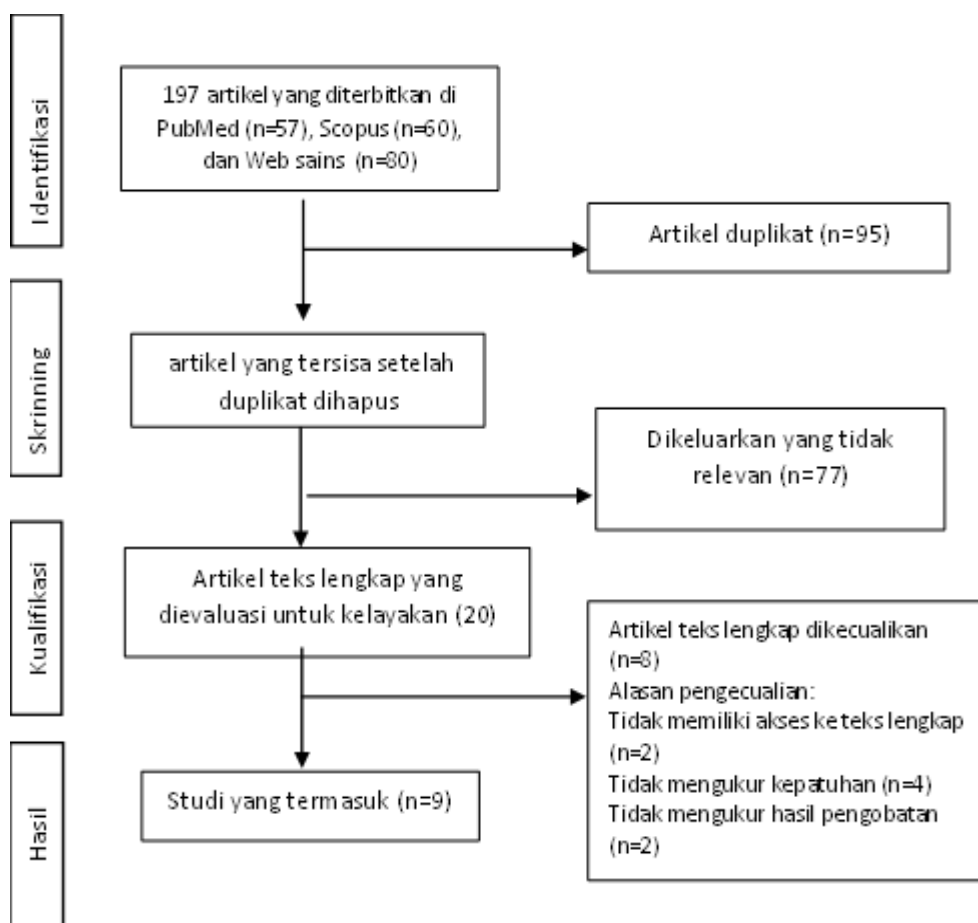 Identifikasi
197 artikel yang diterbitkan di
PubMed (n=57), Scopus (n=60),
dan Web sains (n=80)
Artikel duplikat (n=95)
Skrinning
artikel yang tersisa setelah
duplikat dihapus
Dikeluarkan yang tidak
relevan (n=77)
Kualifikasi
Artikel teks lengkap yang
dievaluasi untuk kelayakan (20)
Artikel teks lengkap dikecualikan
(n=8)
Alasan pengecualian:
Tidak memiliki akses ke teks lengkap
(n=2)
Tidak mengukur kepatuhan (n=4)
Tidak mengukur hasil pengobatan
(n=2)
Hasil
Studi yang termasuk (n=9)